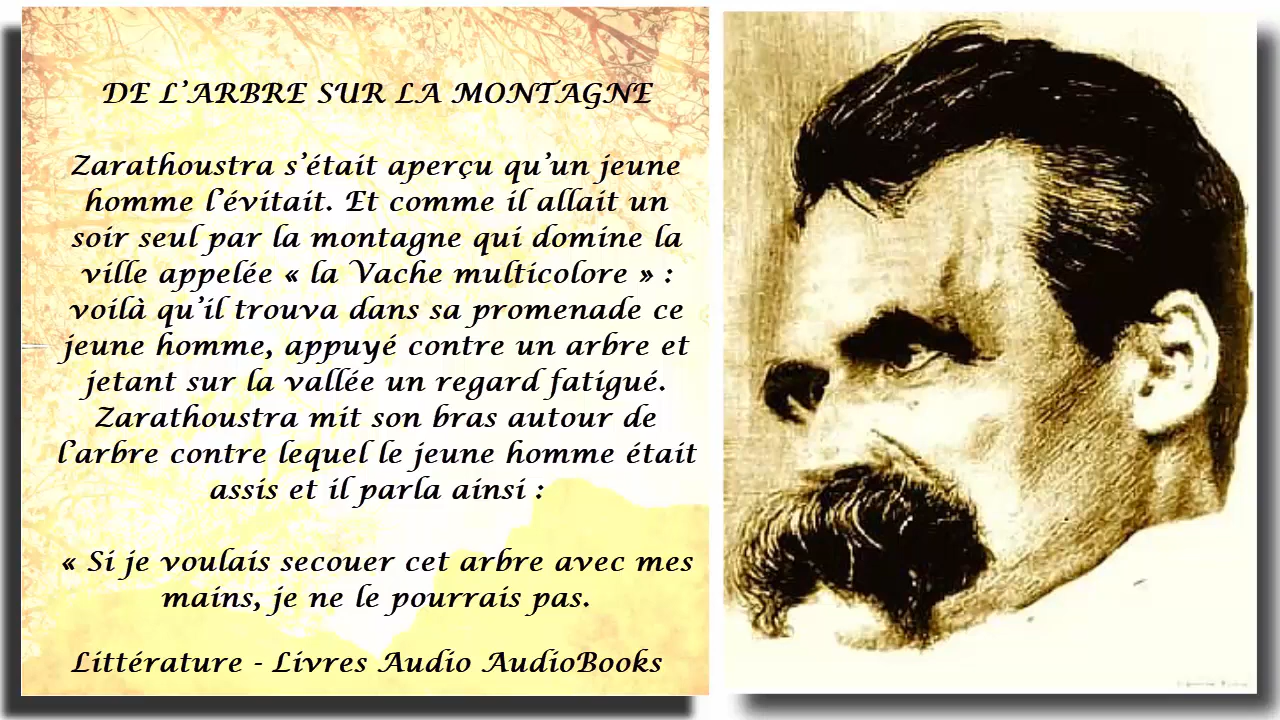 DE L’ARBRE SUR LA MONTAGNE
Zarathoustra s’était aperçu qu’un jeune
homme l’évitait. Et comme il allait un
soir seul par la montagne qui domine la
ville appelée « la Vache multicolore » :
voilà qu’il trouva dans sa promenade ce
jeune homme, appuyé contre un arbre et
jetant sur la vallée un regard fatigué.
Zarathoustra mit son bras autour de
l’arbre contre lequel le jeune homme était
assis et il parla ainsi :
« Si je voulais secouer cet arbre avec mes
mains, je ne le pourrais pas.
Littérature - Livres Audio AudioBooks